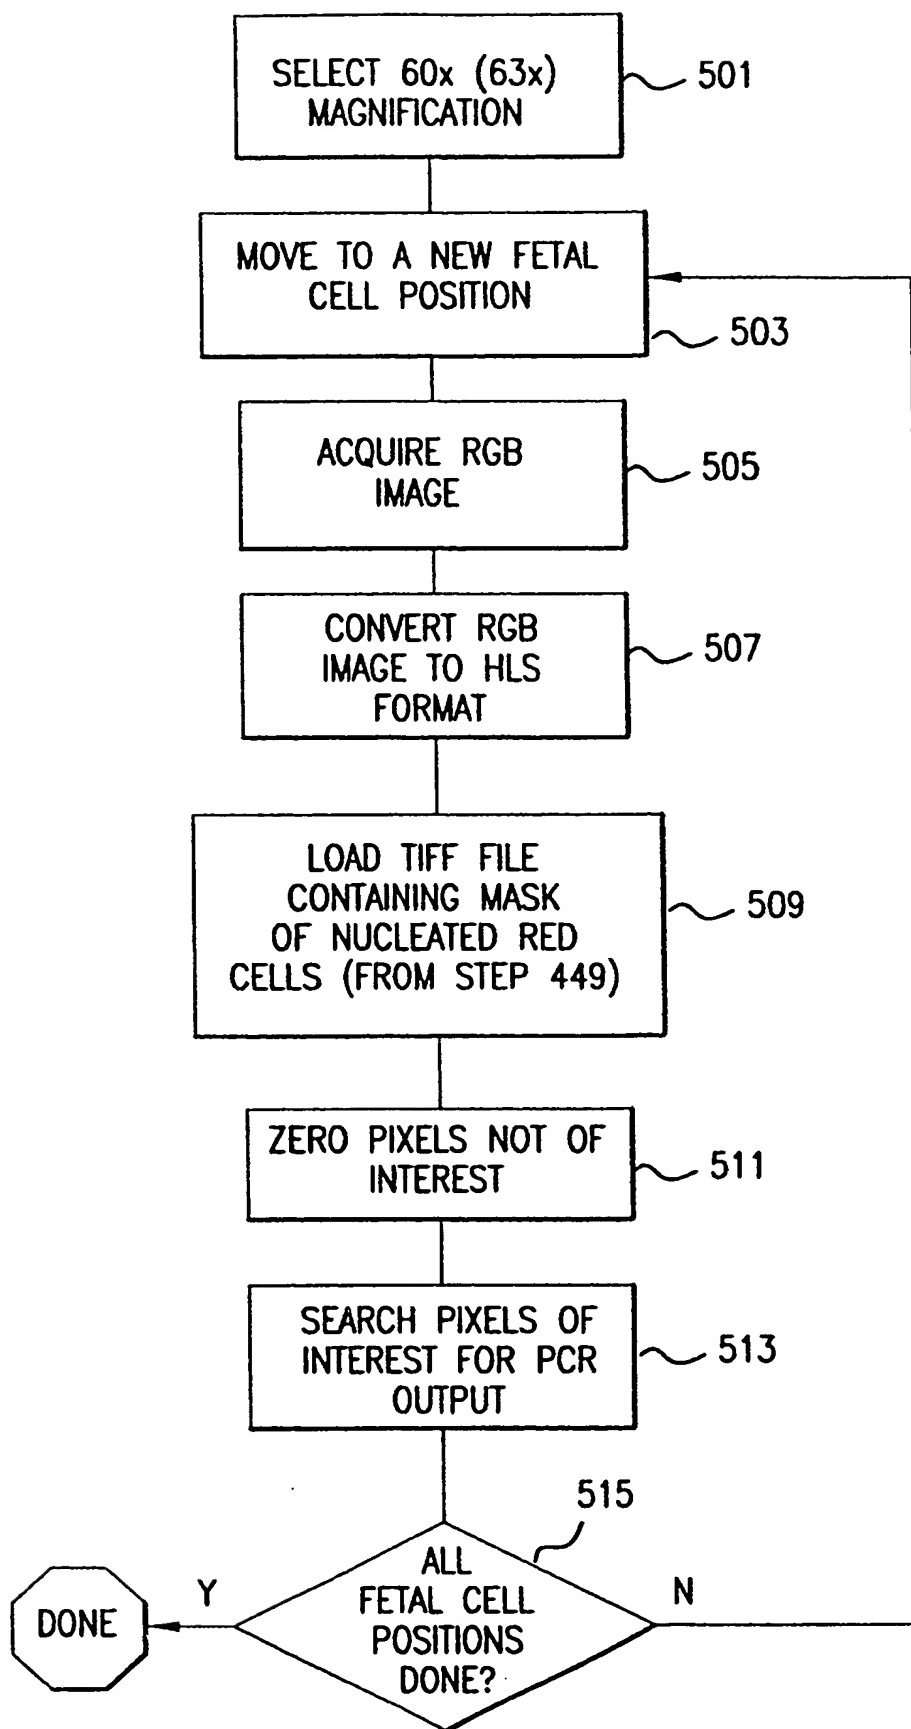 SELECT 60x (63x)
MAGNIFICATION
501
MOVE TO A NEW FETAL
CELL POSITION
503
ACQUIRE RGB
IMAGE
505
CONVERT RGB
IMAGE TO HLS
FORMAT
507
LOAD TIFF FILE
CONTAINING MASK
OF NUCLEATED RED
CELLS (FROM STEP 449)
509
ZERO PIXELS NOT OF
INTEREST
511
SEARCH PIXELS OF
INTEREST FOR PCR
OUTPUT
513
515
ALL
FETAL CELL
POSITIONS
DONE?
Y
N
DONE